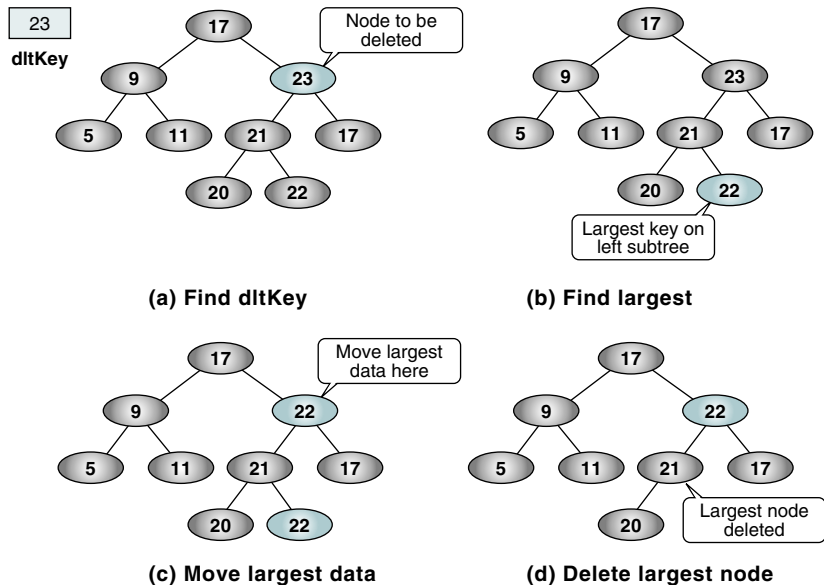 23
dltKey
17
Node to be
deleted
9
23
5
11
21
17
20
22
(a) Find dltKey
17
9
23
5
11
21
17
20
22
Largest key on
left subtree
(b) Find largest
17
Move largest
data here
9
22
5
11
21
17
20
22
(c) Move largest data
17
9
22
5
11
21
17
20
Largest node
deleted
(d) Delete largest node